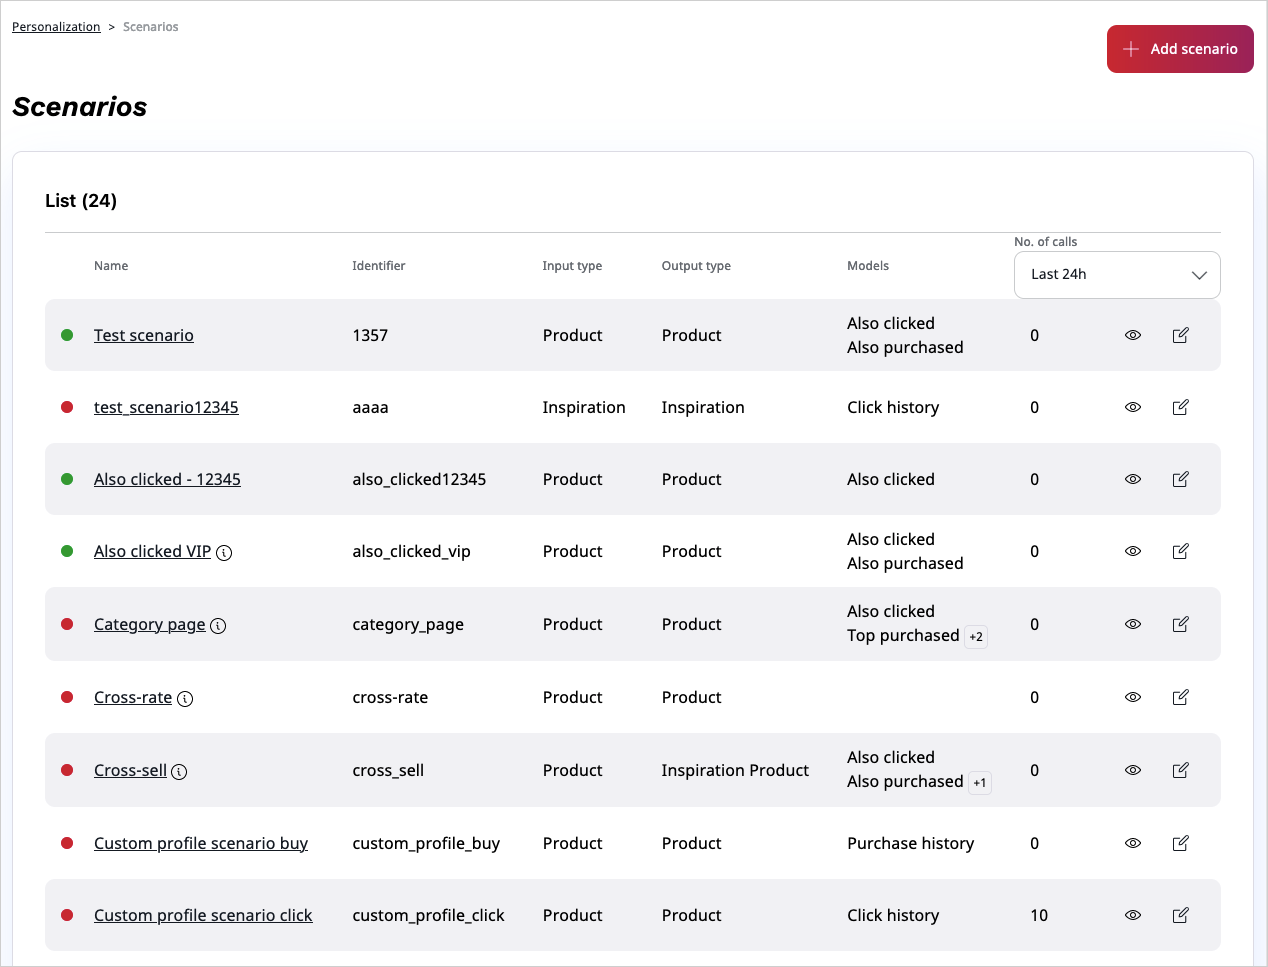 Personalization > Scenarios
Add scenario
Scenarios
List (24)
No. of calls
Name Identifier Input type Output type Models Last 24h
Test scenario 1357 Product Product Also clicked Also purchased 0
test_scenario12345 aaaa Inspiration Inspiration Click history 0
Also clicked - 12345 also_clicked12345 Product Product Also clicked 0
Also clicked VIP also_clicked_vip Product Product Also clicked Also purchased 0
Category page category_page Product Product Also clicked Top purchased +2 0
Cross-rate cross-rate Product Product 0
Cross-sell cross_sell Product Inspiration Product Also clicked Also purchased +1 0
Custom profile scenario buy custom_profile_buy Product Product Purchase history 0
Custom profile scenario click custom_profile_click Product Product Click history 10